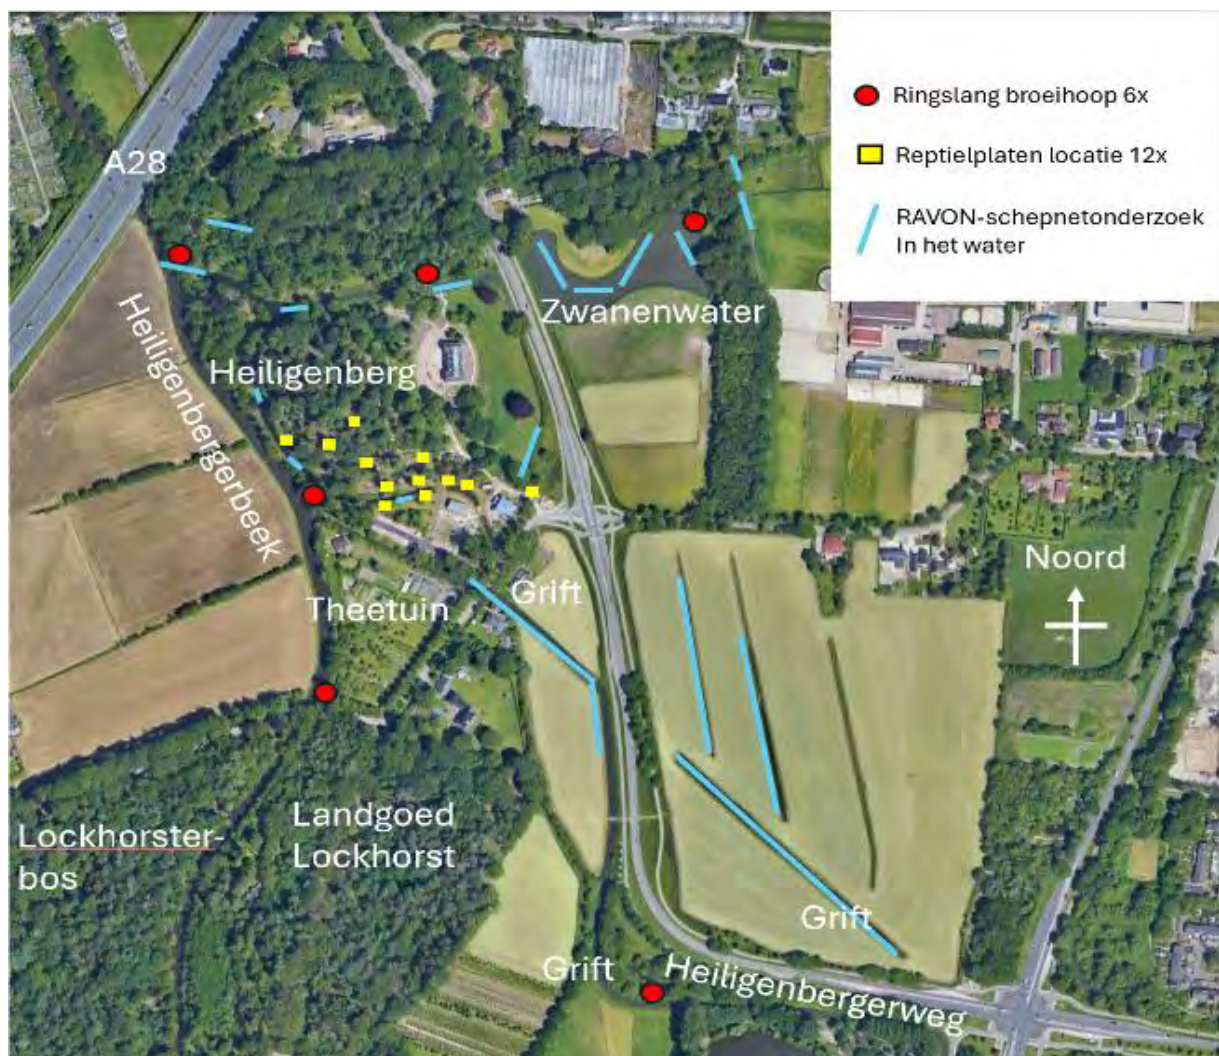 Ringslang broeihoop 6x
A28
Reptielplaten locatie 12x
RAVON-schepnetonderzoek
In het water
Zwanenwater
Heiligenbergerbeek
Heiligenberg
Noord
Grift
Theetuin
Landgoed
Lockhorst
Lockhorster-
bos
Grift
Grift
Heiligenbergerweg